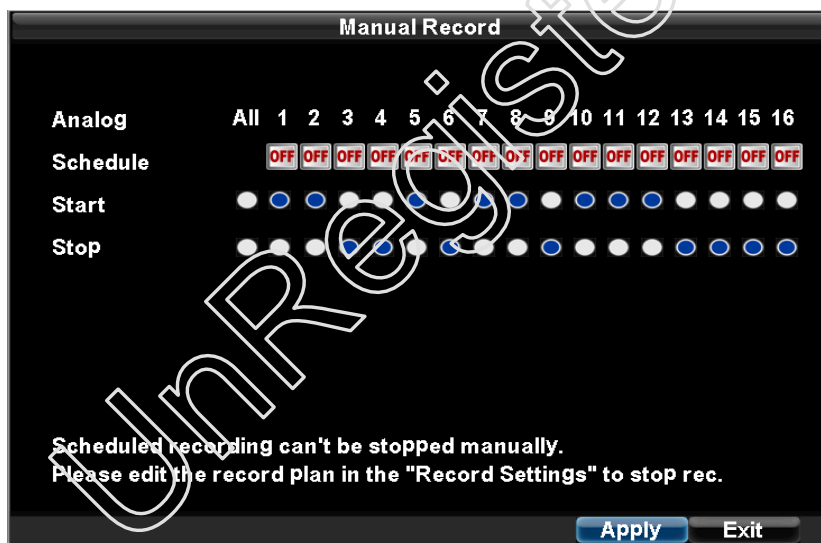 Manual Record
Analog All 1 2 3 4 5 6 7 8 9 10 11 12 13 14 15 16
Schedule OFF OFF OFF OFF OFF OFF OFF OFF OFF OFF OFF OFF OFF OFF OFF OFF
Start
Stop
Scheduled recording can't be stopped manually.
Please edit the record plan in the "Record Settings" to stop rec.
Apply Exit
UnRegiste